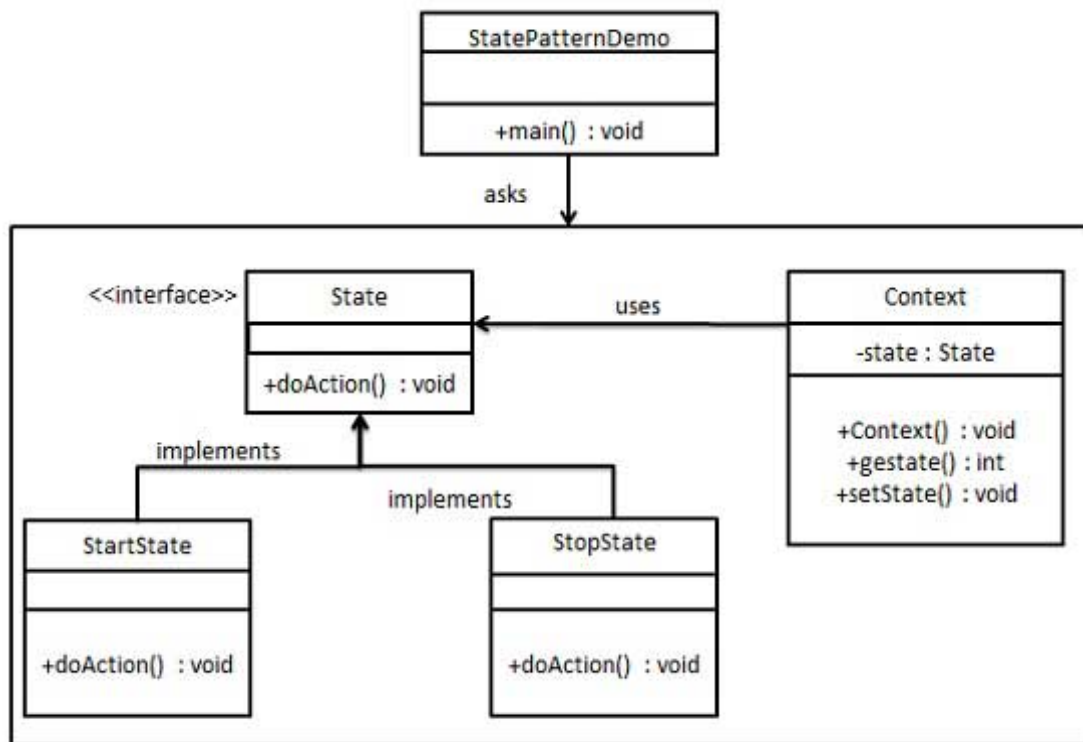 StatePatternDemo
+main() : void
asks
<<interface>>
State
+doAction() : void
uses
Context
-state : State
+Context() : void
+gestate() : int
+setState() : void
implements
implements
StartState
+doAction() : void
StopState
+doAction() : void